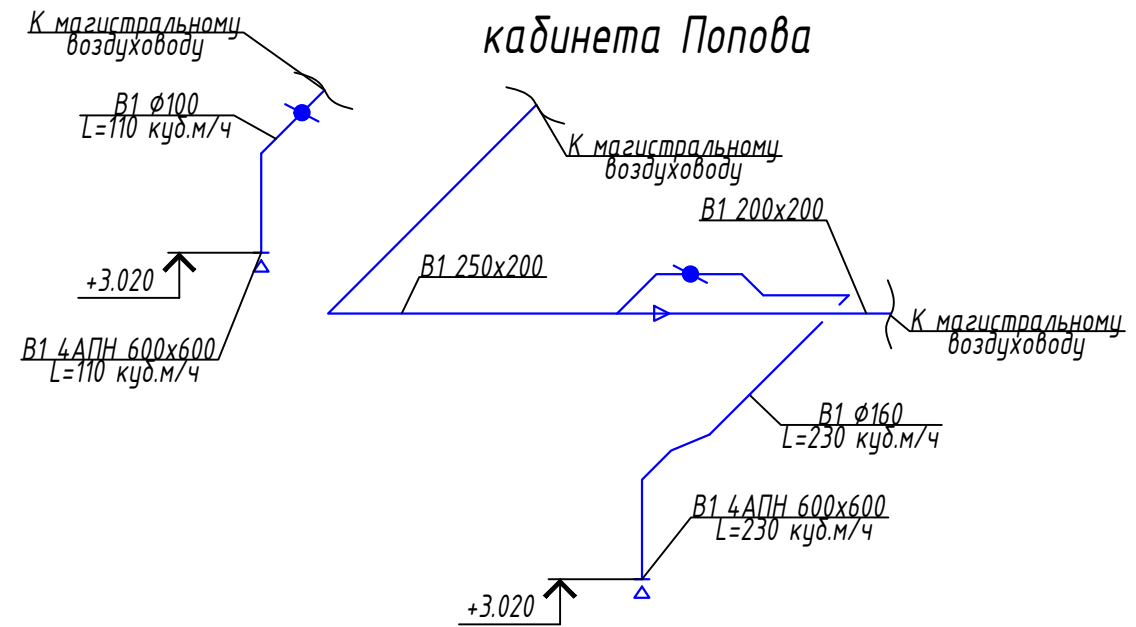 кабинета Попова
К магистральному
воздуховоду
В1 Ø100
L=110 куб.м/ч
+3.020
В1 4АПН 600х600
L=110 куб.м/ч
К магистральному
воздуховоду
В1 200х200
В1 250х200
К магистральному
воздуховоду
В1 Ø160
L=230 куб.м/ч
В1 4АПН 600х600
L=230 куб.м/ч
+3.020